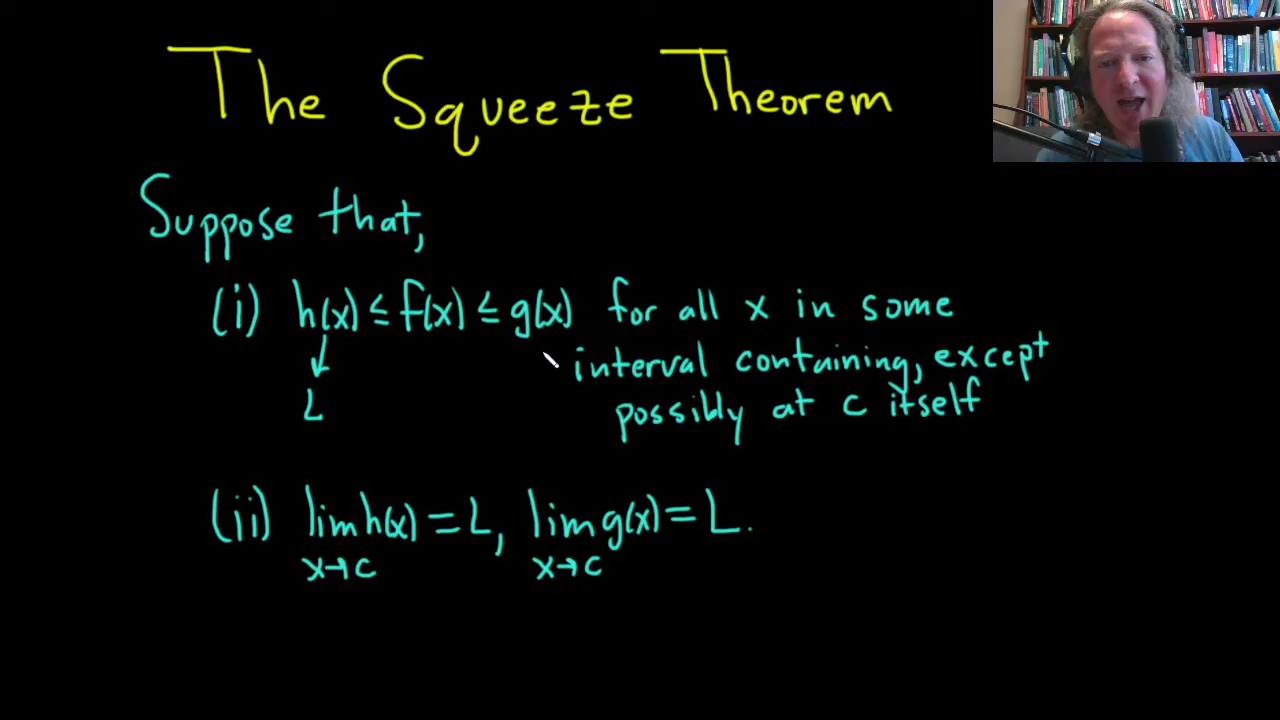 The Squeeze Theorem
Suppose that,
(i) h(x) ≤ f(x) ≤ g(x) for all x in some
interval containing, except
↓
L
possibly at c itself
(ii) lim h(x) = L, lim g(x) = L.
x→c x→c